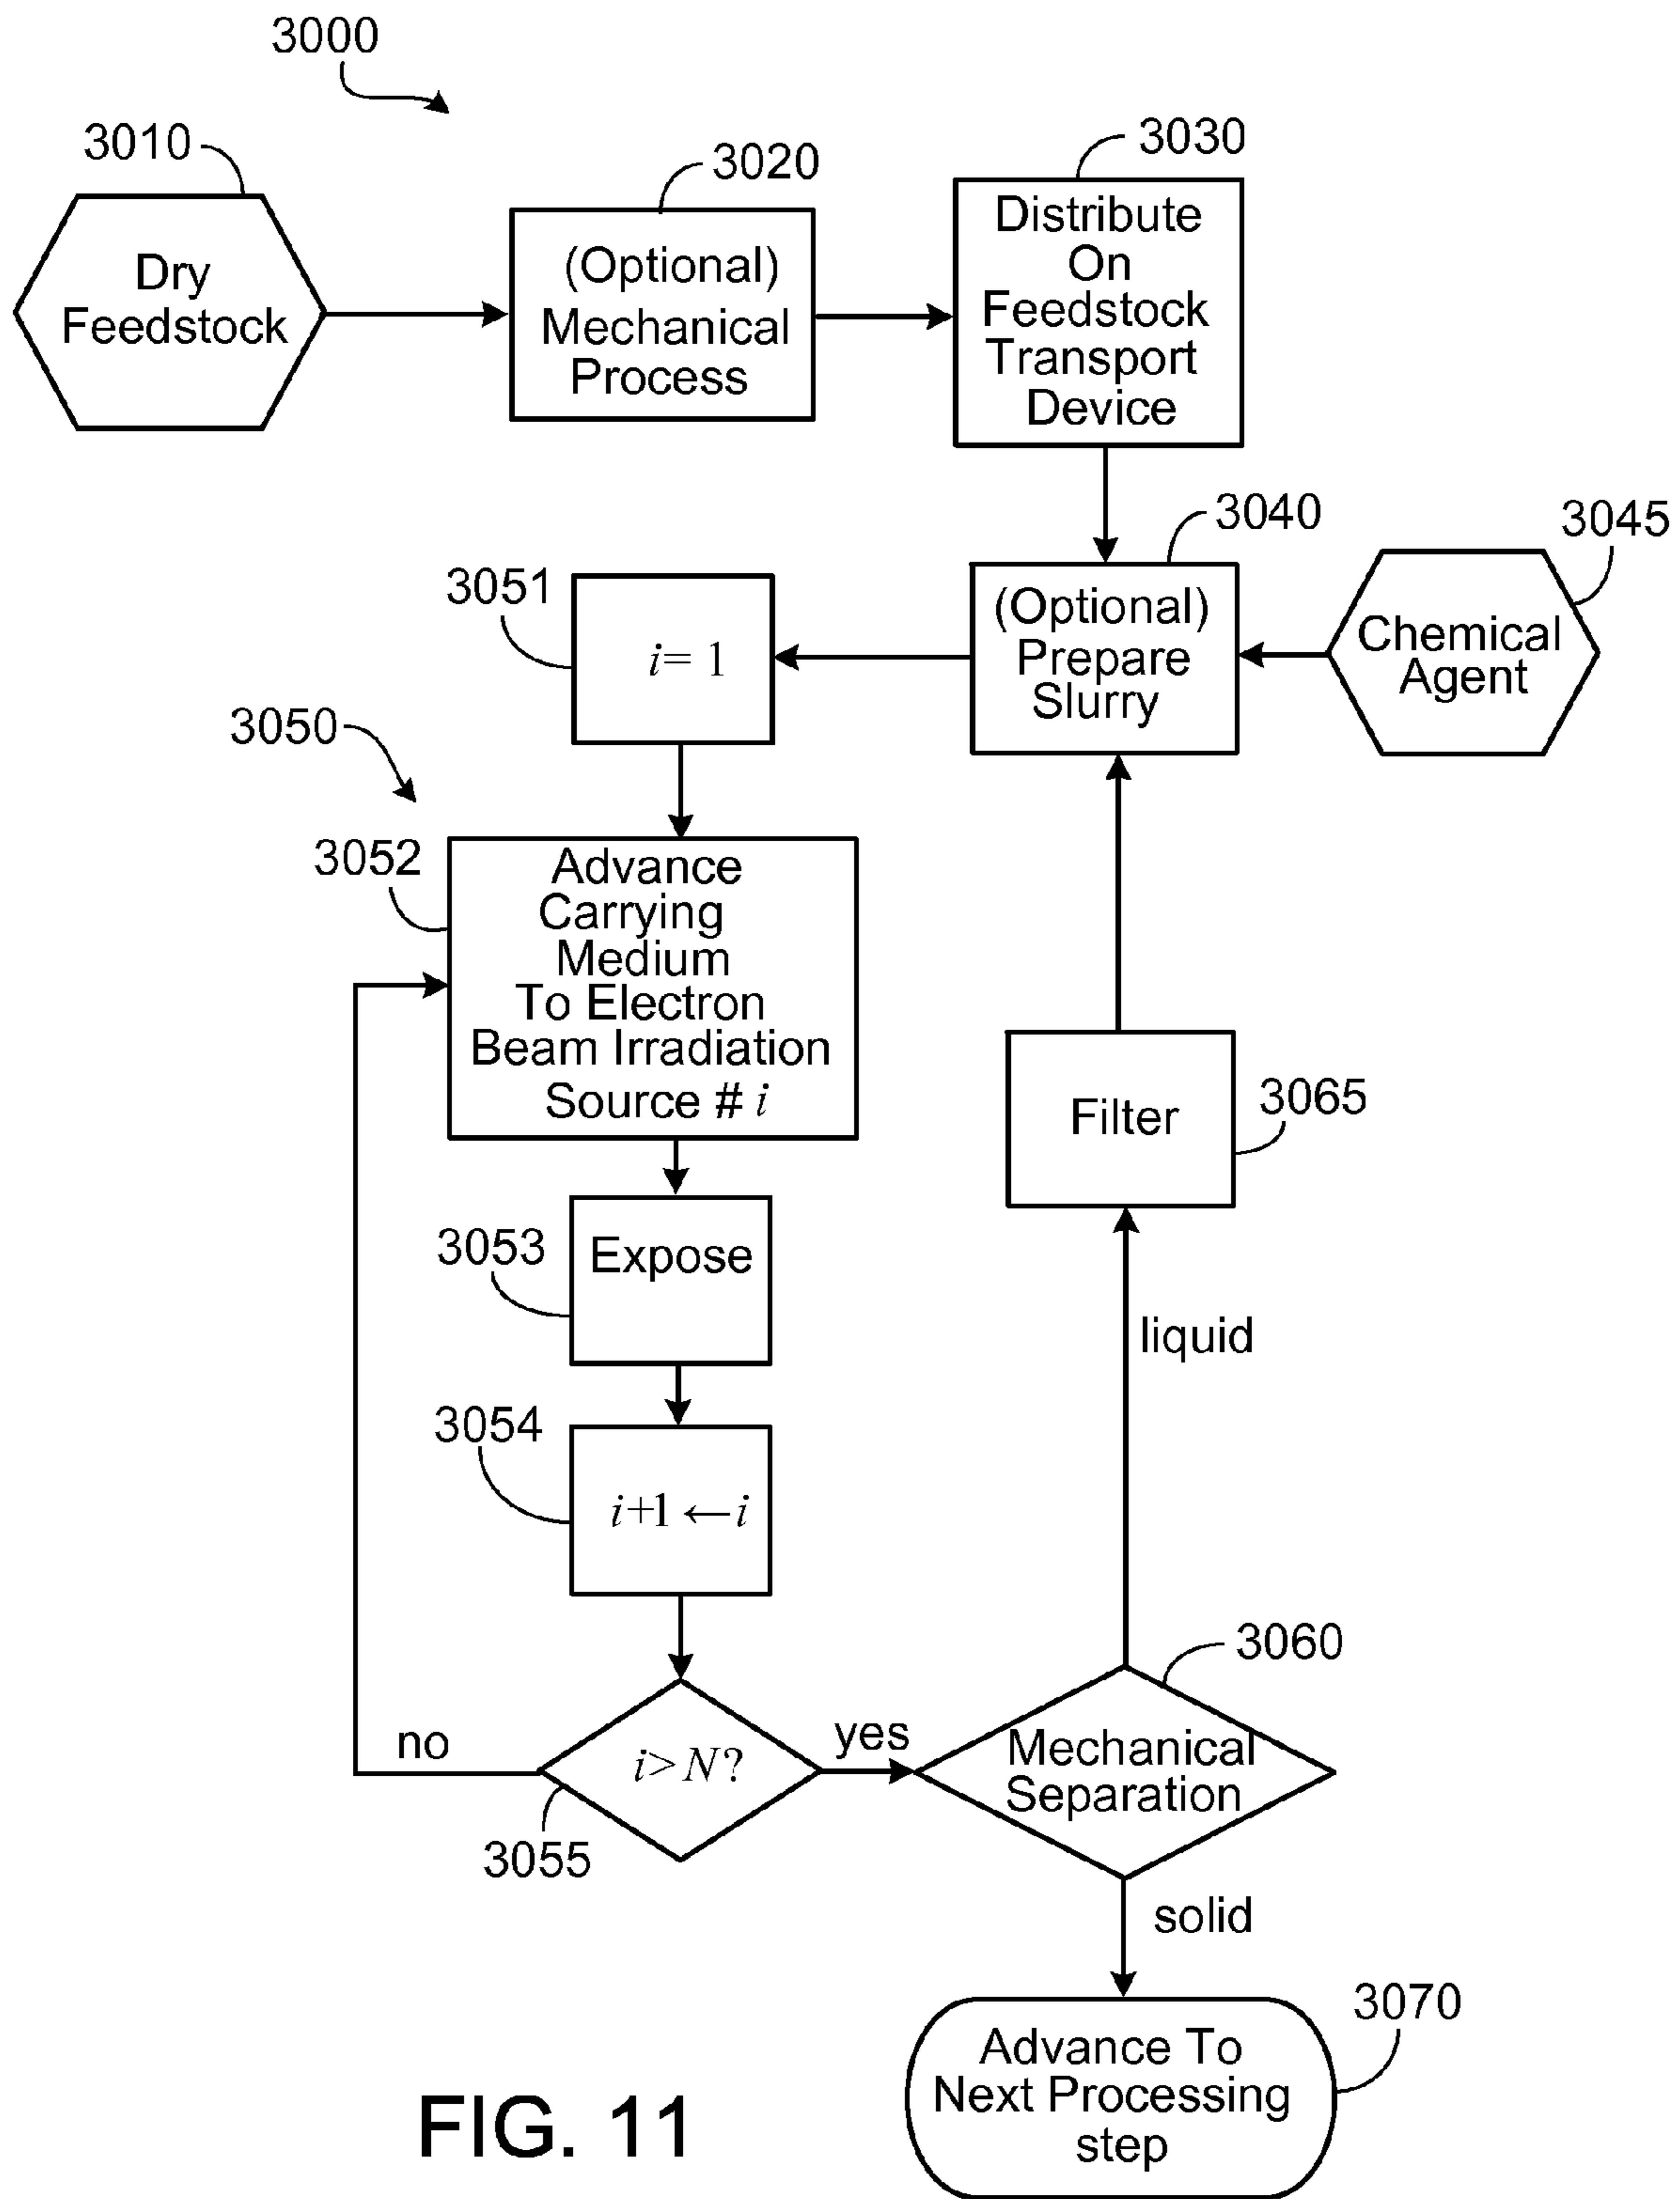 3000
3010
Dry
Feedstock
3020
(Optional)
Mechanical
Process
3030
Distribute
On
Feedstock
Transport
Device
3040
(Optional)
Prepare
Slurry
3045
Chemical
Agent
3051
i= 1
3050
3052
Advance
Carrying
Medium
To Electron
Beam Irradiation
Source # i
3053
Expose
3054
i+1 ← i
3055
i> N?
no
yes
3060
Mechanical
Separation
liquid
Filter
3065
solid
3070
Advance To
Next Processing
step
FIG. 11